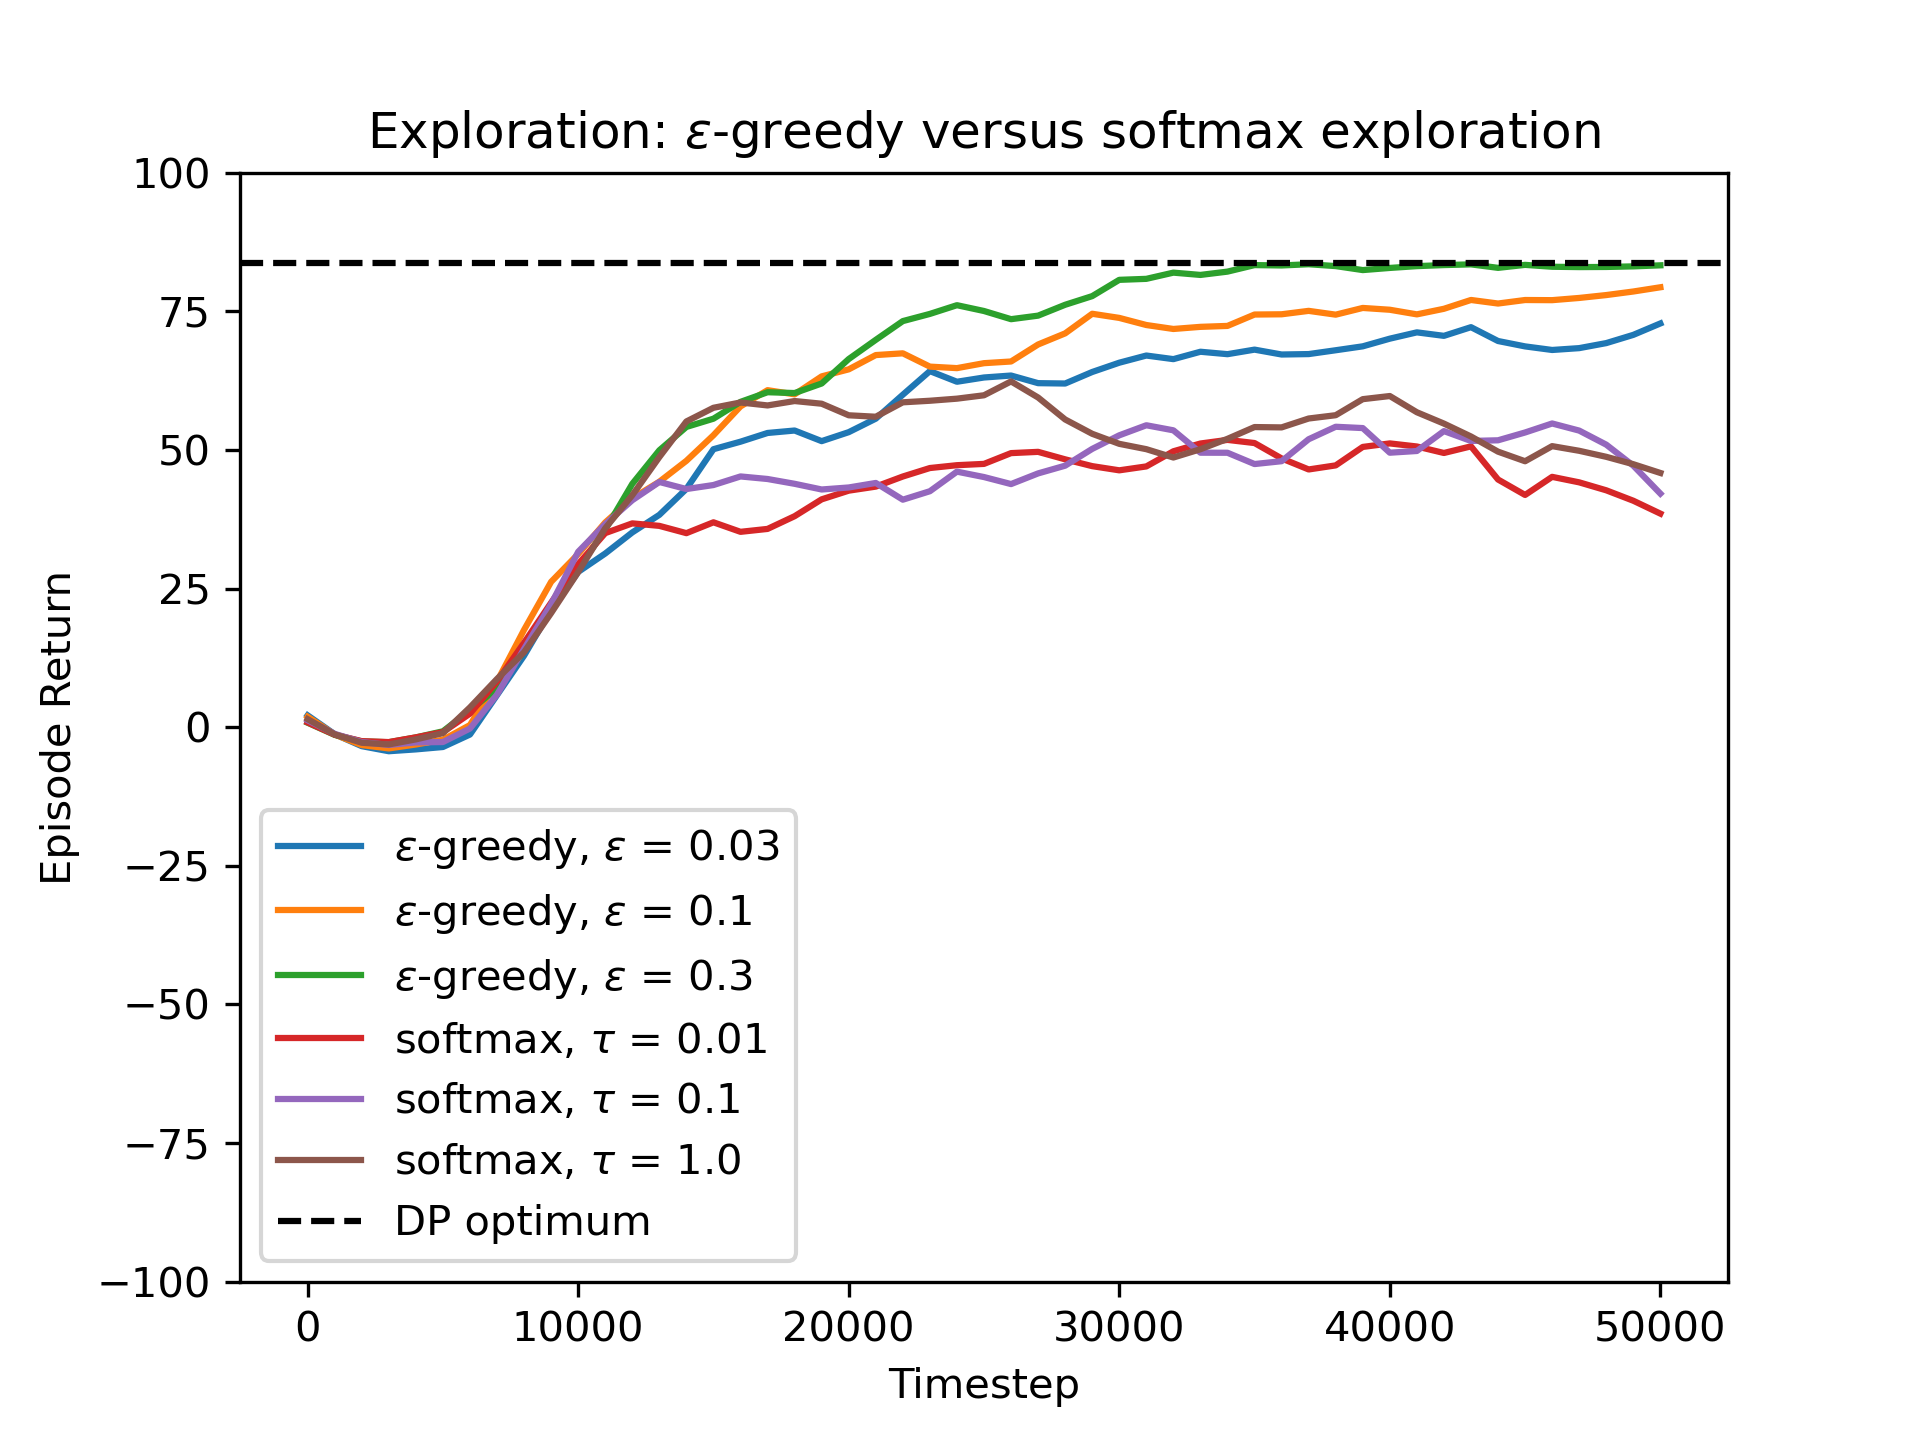 Exploration: ε-greedy versus softmax exploration
100
75
50
25
0
−25
−50
−75
−100
Episode Return
ε-greedy, ε = 0.03
ε-greedy, ε = 0.1
ε-greedy, ε = 0.3
softmax, τ = 0.01
softmax, τ = 0.1
softmax, τ = 1.0
DP optimum
0 10000 20000 30000 40000 50000
Timestep